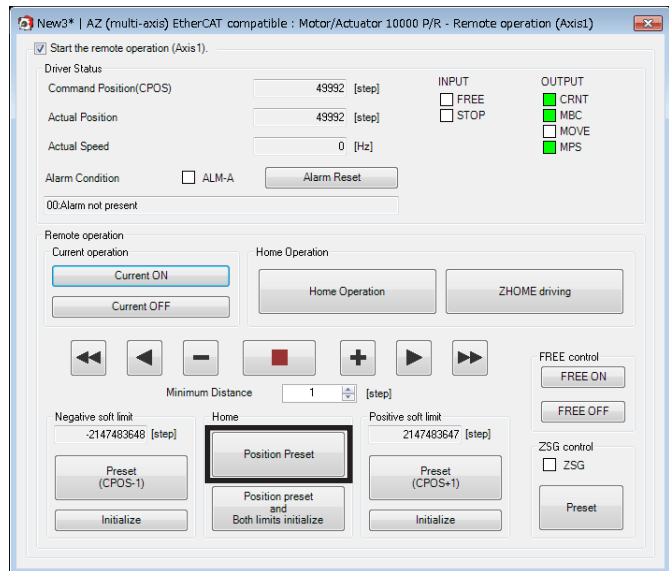 New3* | AZ (multi-axis) EtherCAT compatible : Motor/Actuator 10000 P/R - Remote operation (Axis1)
Start the remote operation (Axis1).
Driver Status
Command Position(CPOS) 49992 [step]
Actual Position 49992 [step]
Actual Speed 0 [Hz]
Alarm Condition ALM-A Alarm Reset
00:Alarm not present
INPUT
FREE
STOP
OUTPUT
CRNT
MBC
MOVE
MPS
Remote operation
Current operation
Current ON
Current OFF
Home Operation
Home Operation
ZHOME driving
Minimum Distance 1 [step]
FREE control
FREE ON
FREE OFF
Negative soft limit
-2147483648 [step]
Preset
(CPOS-1)
Initialize
Home
Position Preset
Position preset
and
Both limits initialize
Positive soft limit
2147483647 [step]
Preset
(CPOS+1)
Initialize
ZSG control
ZSG
Preset